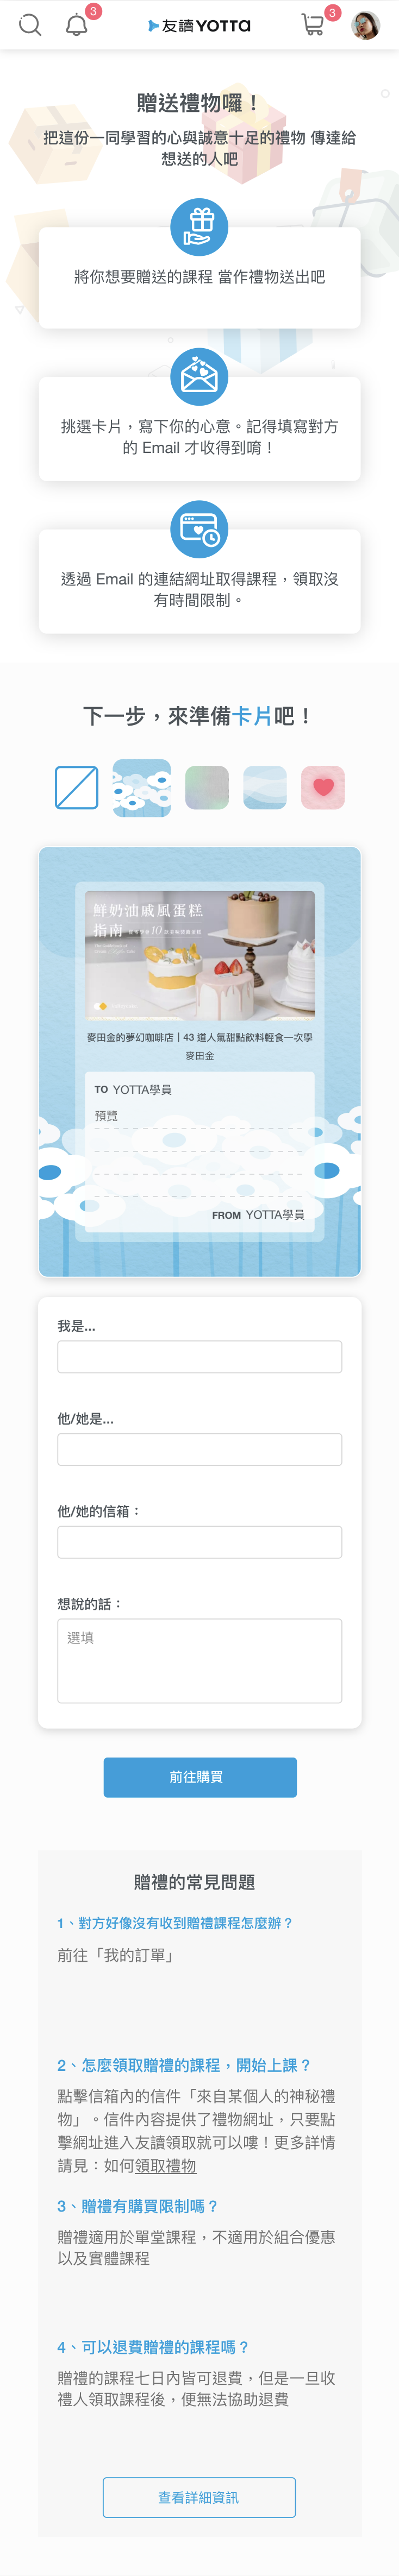 3
友讀 YOTTA
3
贈送禮物囉！
把這份一同學習的心與誠意十足的禮物 傳達給
想送的人吧
將你想要贈送的課程 當作禮物送出吧
挑選卡片，寫下你的心意。記得填寫對方
的 Email 才收得到唷！
透過 Email 的連結網址取得課程，領取沒
有時間限制。
下一步，來準備卡片吧！
鮮奶油戚風蛋糕
指南
麥田金的夢幻咖啡店｜43 道人氣甜點飲料輕食一次學
麥田金
TO YOTTA學員
預覽
FROM YOTTA學員
我是...
他/她是...
他/她的信箱：
想說的話：
選填
前往購買
贈禮的常見問題
1、對方好像沒有收到贈禮課程怎麼辦？
前往「我的訂單」
2、怎麼領取贈禮的課程，開始上課？
點擊信箱內的信件「來自某個人的神秘禮
物」。信件內容提供了禮物網址，只要點
擊網址進入友讀領取就可以嘍！更多詳情
請見：如何領取禮物
3、贈禮有購買限制嗎？
贈禮適用於單堂課程，不適用於組合優惠
以及實體課程
4、可以退費贈禮的課程嗎？
贈禮的課程七日內皆可退費，但是一旦收
禮人領取課程後，便無法協助退費
查看詳細資訊